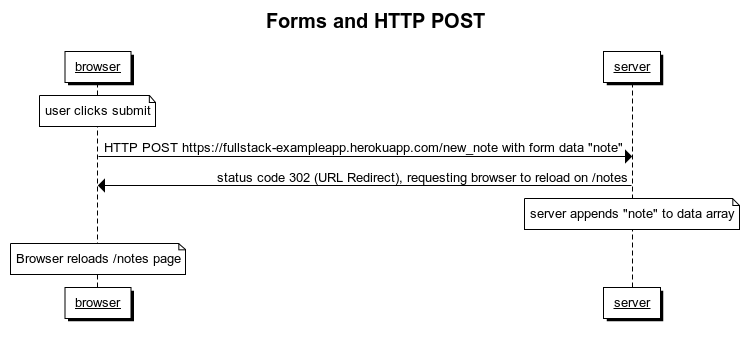 Forms and HTTP POST
browser
server
user clicks submit
HTTP POST https://fullstack-exampleapp.herokuapp.com/new_note with form data "note"
status code 302 (URL Redirect), requesting browser to reload on /notes
server appends "note" to data array
Browser reloads /notes page
browser
server